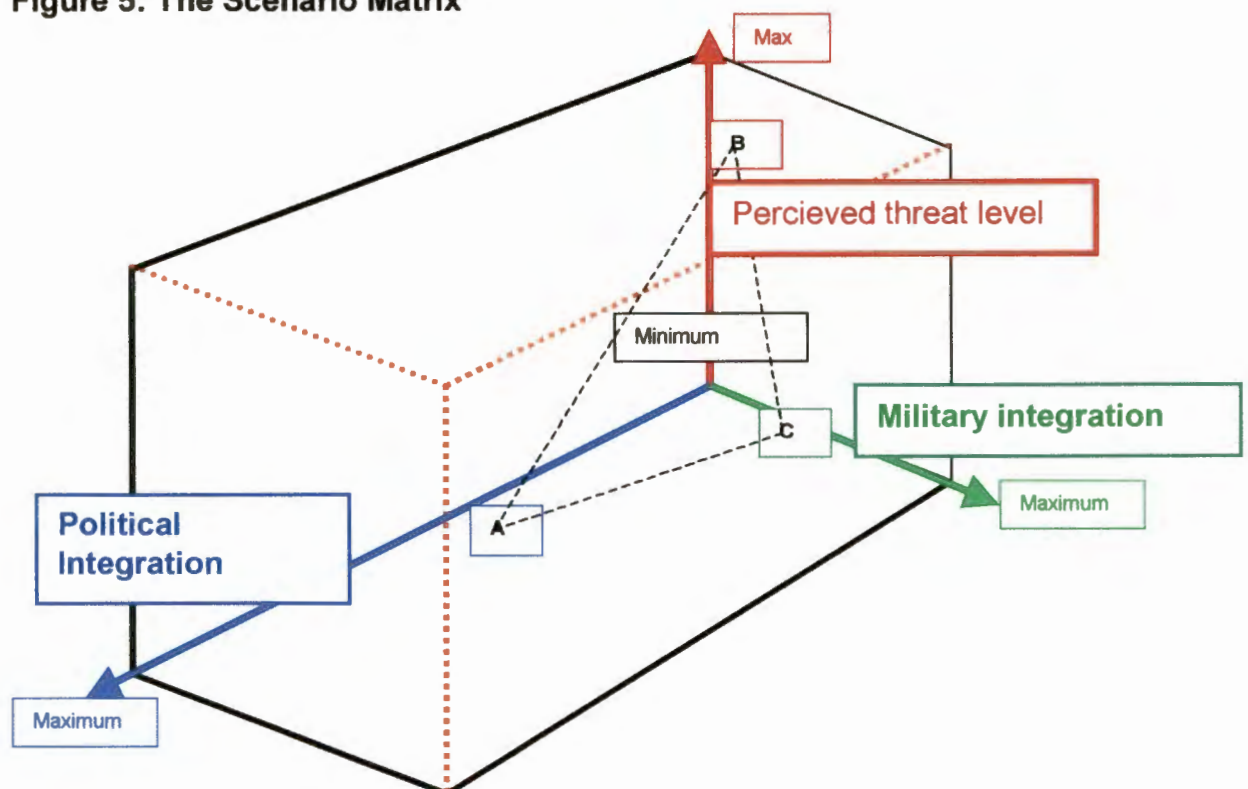 Figure 5: The Scenario Matrix
Max
B
Percieved threat level
Minimum
Military integration
C
Maximum
Political
Integration
A
Maximum